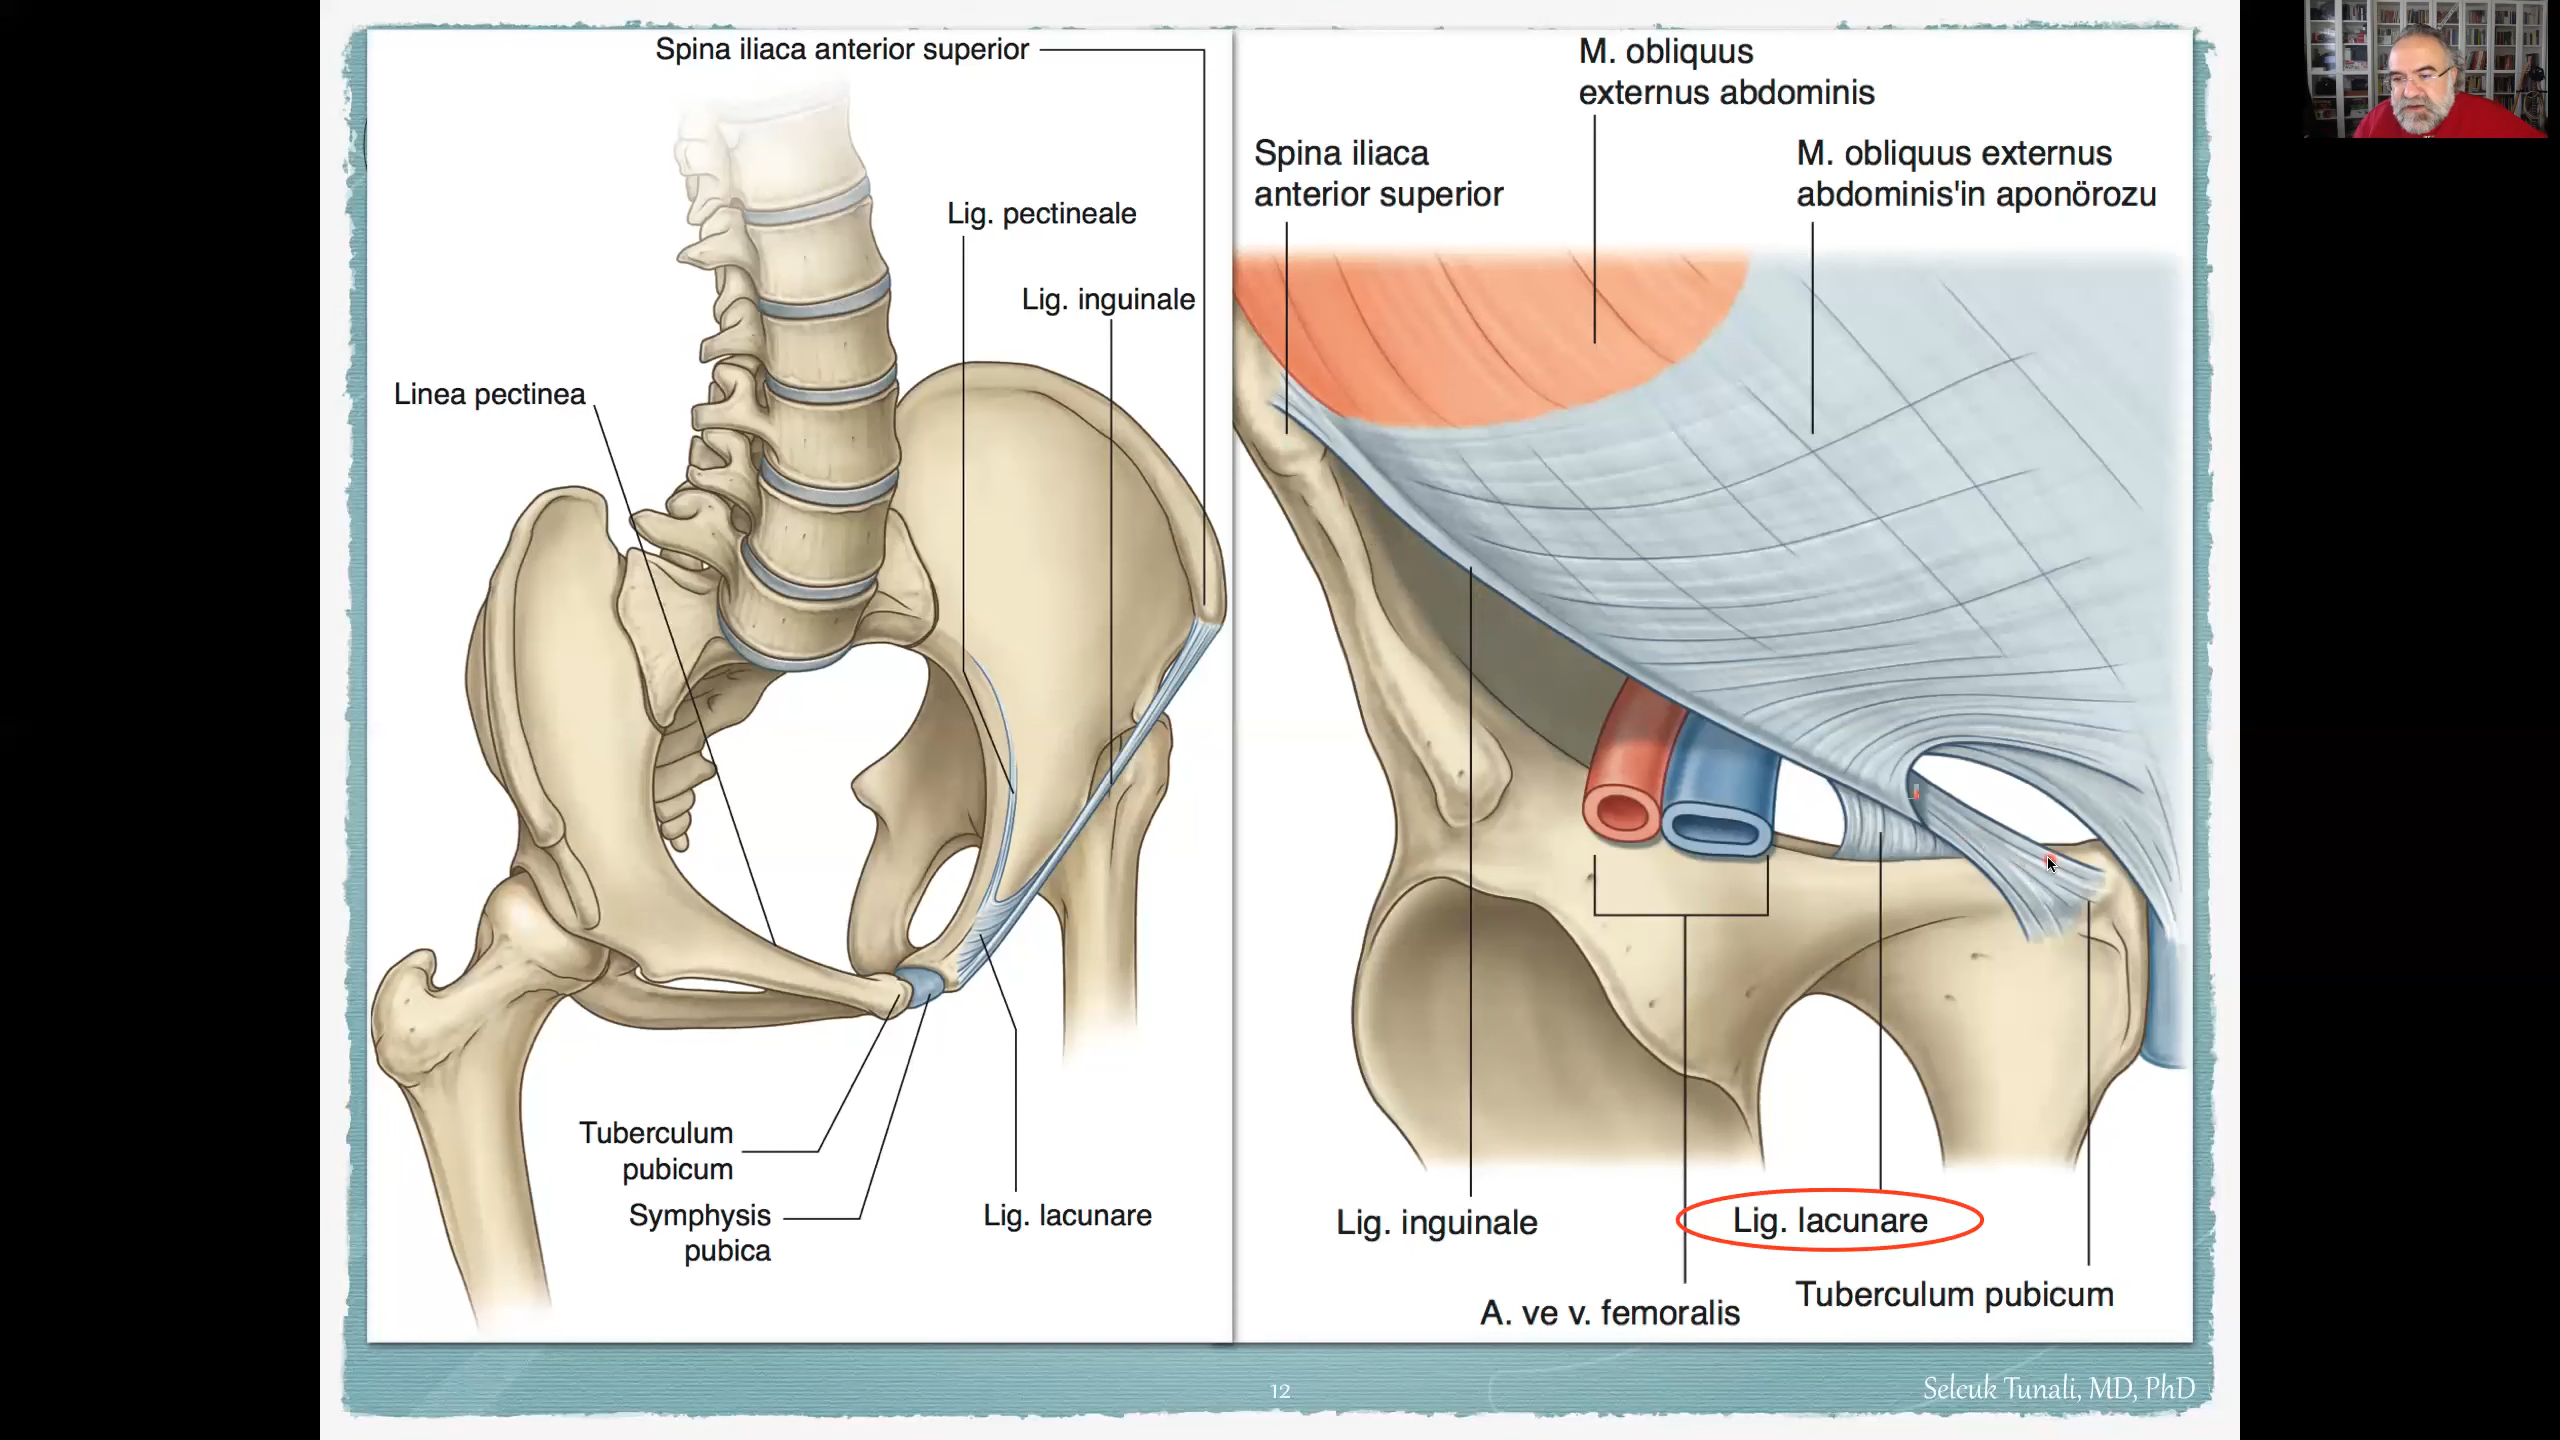 Spina iliaca anterior superior
Lig. pectineale
Lig. inguinale
Linea pectinea
Tuberculum
pubicum
Symphysis
pubica
Lig. lacunare
M. obliquus
externus abdominis
Spina iliaca
anterior superior
M. obliquus externus
abdominis'in aponörozu
Lig. inguinale
Lig. lacunare
A. ve v. femoralis
Tuberculum pubicum
12
Selcuk Tunali, MD, PhD